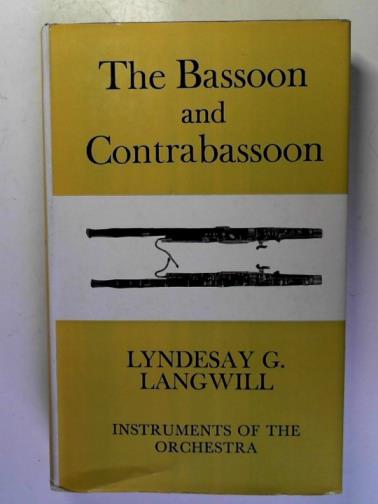 The Bassoon
and
Contrabassoon
LYNDESAY G.
LANGWILL
INSTRUMENTS OF THE
ORCHESTRA